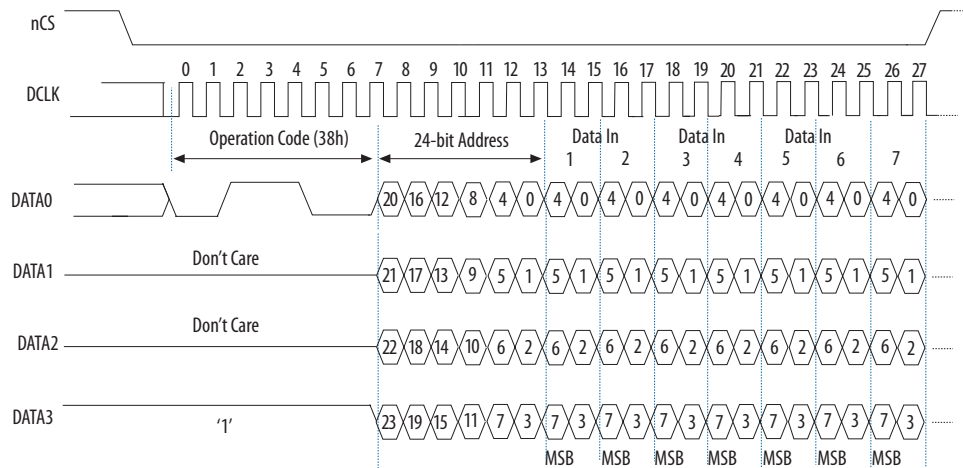 nCS
0 1 2 3 4 5 6 7 8 9 10 11 12 13 14 15 16 17 18 19 20 21 22 23 24 25 26 27
DCLK
Operation Code (38h) 24-bit Address Data In Data In Data In
1 2 3 4 5 6 7
DATA0 20 16 12 8 4 0 4 0 4 0 4 0 4 0 4 0 4 0 4 0
Don't Care
DATA1 21 17 13 9 5 1 5 1 5 1 5 1 5 1 5 1 5 1 5 1
Don't Care
DATA2 22 18 14 10 6 2 6 2 6 2 6 2 6 2 6 2 6 2 6 2
DATA3 '1' 23 19 15 11 7 3 7 3 7 3 7 3 7 3 7 3 7 3 7 3
MSB MSB MSB MSB MSB MSB MSB